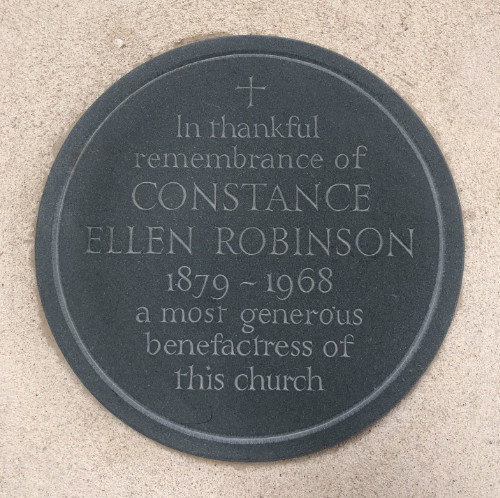 In thankful
remembrance of
CONSTANCE
ELLEN ROBINSON
1879 ~ 1968
a most generous
benefactress of
this church